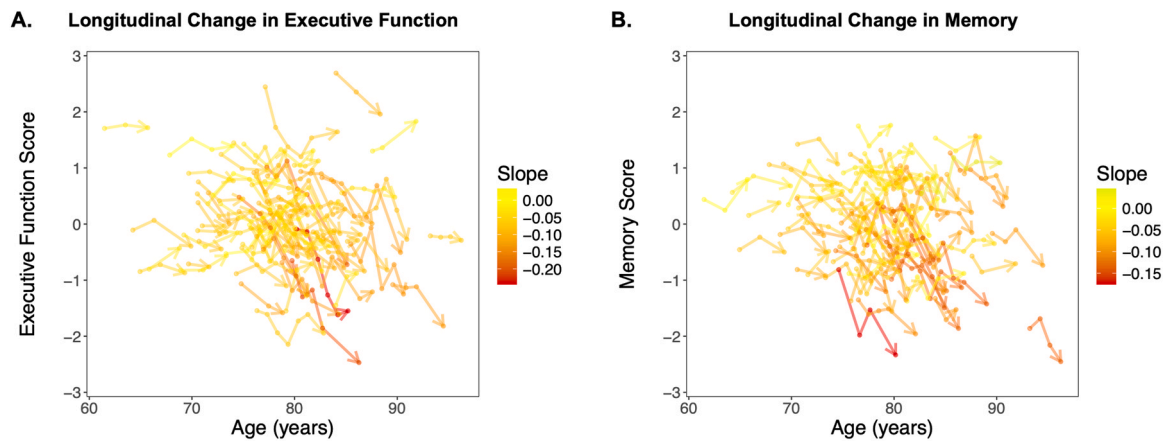 A. Longitudinal Change in Executive Function
3
2
1
0
−1
−2
−3
Executive Function Score
60 70 80 90
Age (years)
Slope
0.00
−0.05
−0.10
−0.15
−0.20
B. Longitudinal Change in Memory
3
2
1
0
−1
−2
−3
Memory Score
60 70 80 90
Age (years)
Slope
0.00
−0.05
−0.10
−0.15